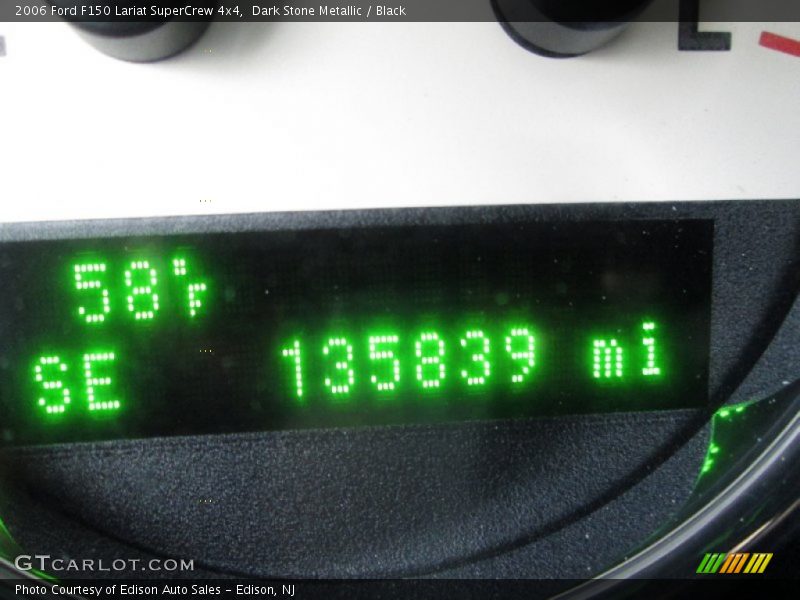 2006 Ford F150 Lariat SuperCrew 4x4,  Dark Stone Metallic / Black
58°F
SE 135839 mi
GTCARLOT.COM
Photo Courtesy of Edison Auto Sales - Edison, NJ